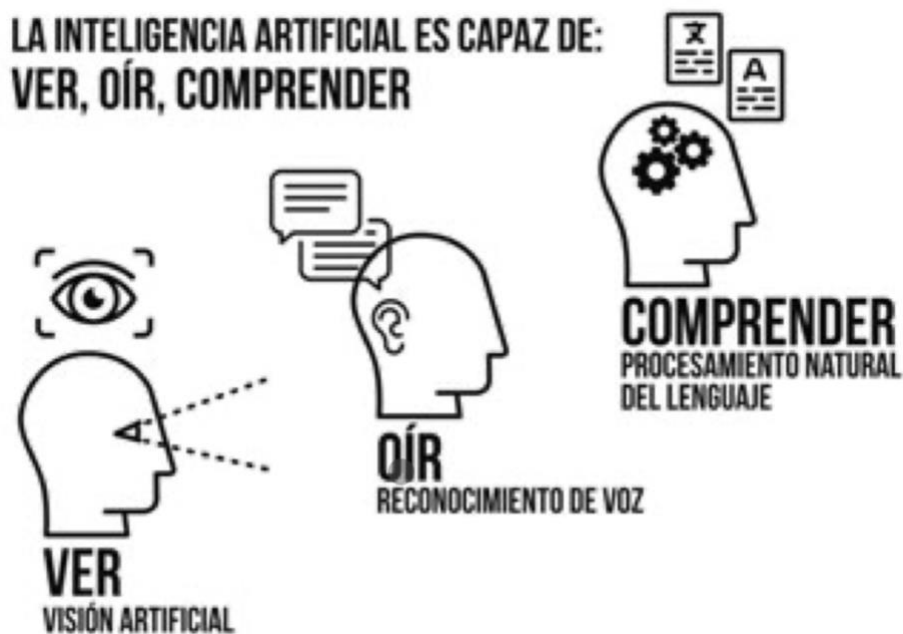 LA INTELIGENCIA ARTIFICIAL ES CAPAZ DE:
VER, OÍR, COMPRENDER
文
A
COMPRENDER
PROCESAMIENTO NATURAL
DEL LENGUAJE
OÍR
RECONOCIMIENTO DE VOZ
VER
VISIÓN ARTIFICIAL